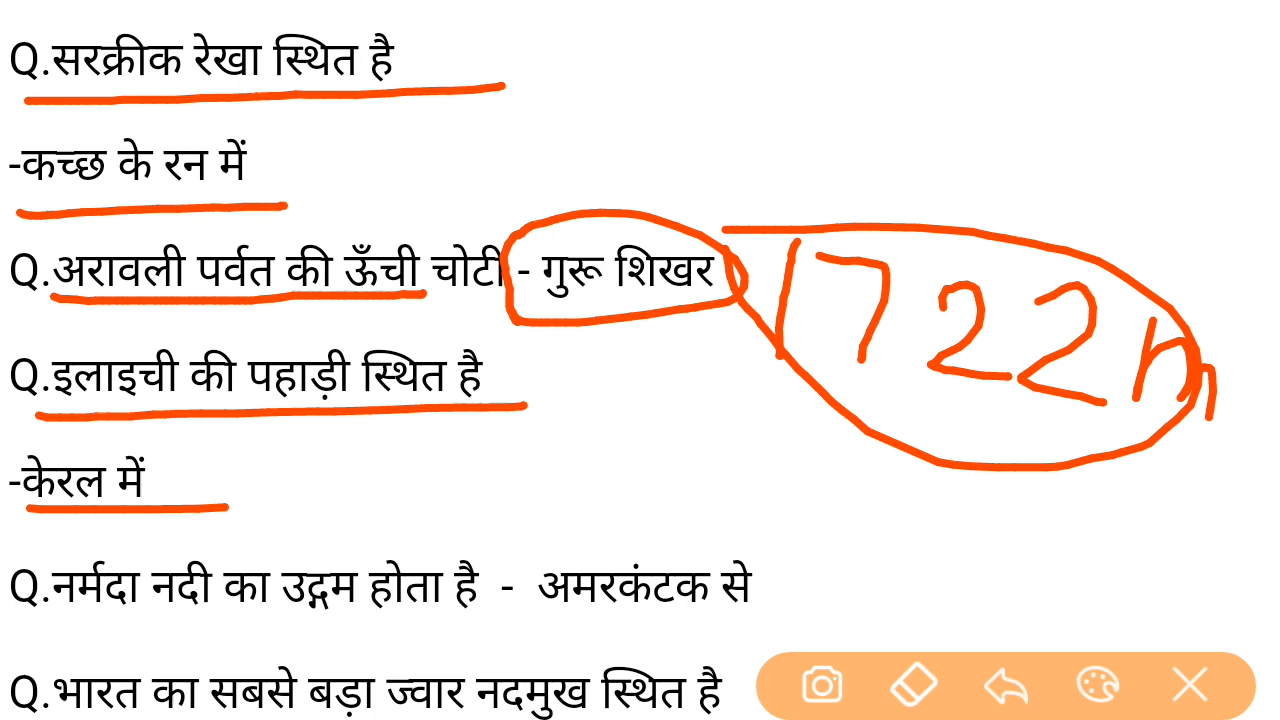 Q.सरक्रीक रेखा स्थित है
-कच्छ के रन में
Q.अरावली पर्वत की ऊँची चोटी - गुरू शिखर 1722m
Q.इलाइची की पहाड़ी स्थित है
-केरल में
Q.नर्मदा नदी का उद्गम होता है - अमरकंटक से
Q.भारत का सबसे बड़ा ज्वार नदमुख स्थित है